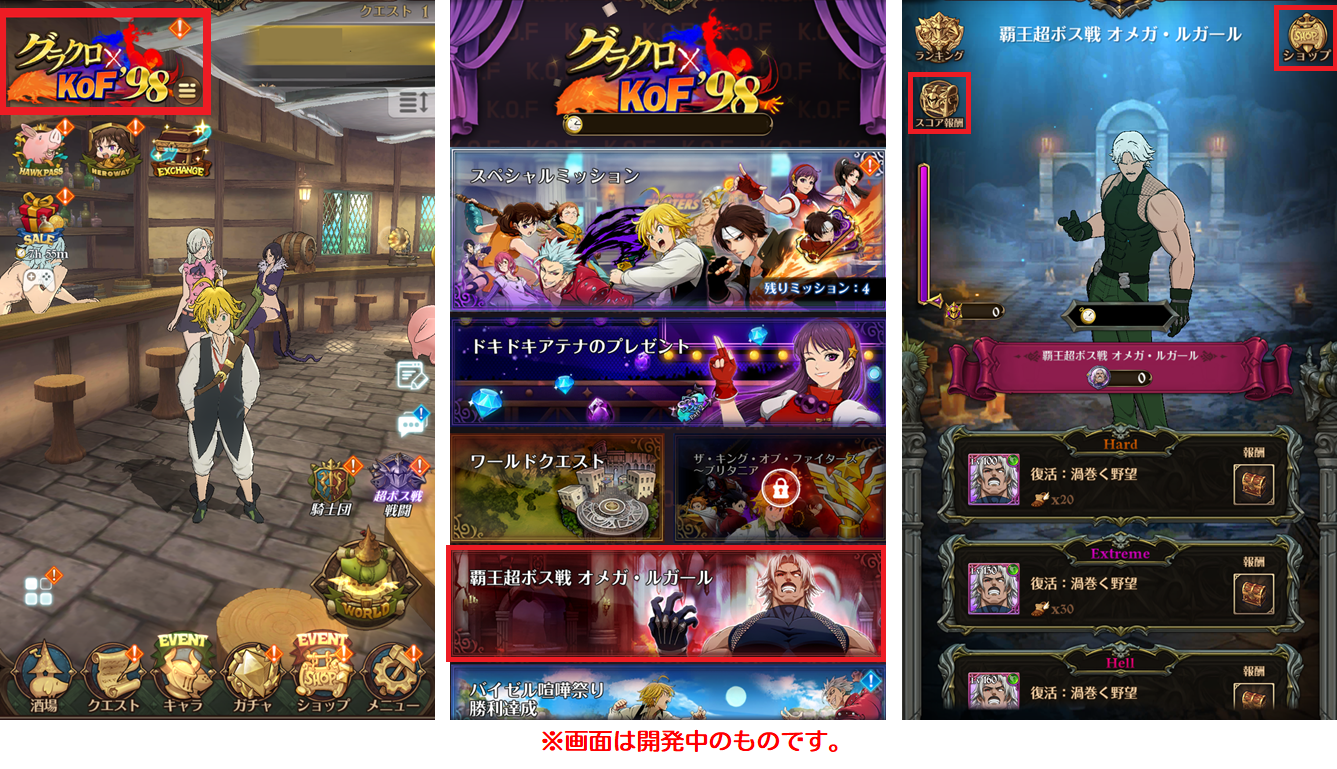 クエスト 1
グラクロ×
KOF'98
HAWK PASS
HEROWAY
EXCHANGE
SALE
7h 55m
騎士団
超ボス戦
戦闘
WORLD
EVENT
EVENT
SHOP
酒場
クエスト
キャラ
ガチャ
ショップ
メニュー
K.O.F
グラクロ×
KOF'98
スペシャルミッション
残りミッション：4
ドキドキアテナのプレゼント
ワールドクエスト
ザ・キング・オブ・ファイターズ
～ブリタニア
覇王超ボス戦 オメガ・ルガール
バイゼル喧嘩祭り
勝利達成
ランキング
覇王超ボス戦 オメガ・ルガール
SHOP
ショップ
スコア報酬
0
覇王超ボス戦 オメガ・ルガール
0
Hard
Lv100
復活：渦巻く野望
x20
報酬
Extreme
Lv130
復活：渦巻く野望
x30
報酬
Hell
Lv160
復活：渦巻く野望
報酬
※画面は開発中のものです。